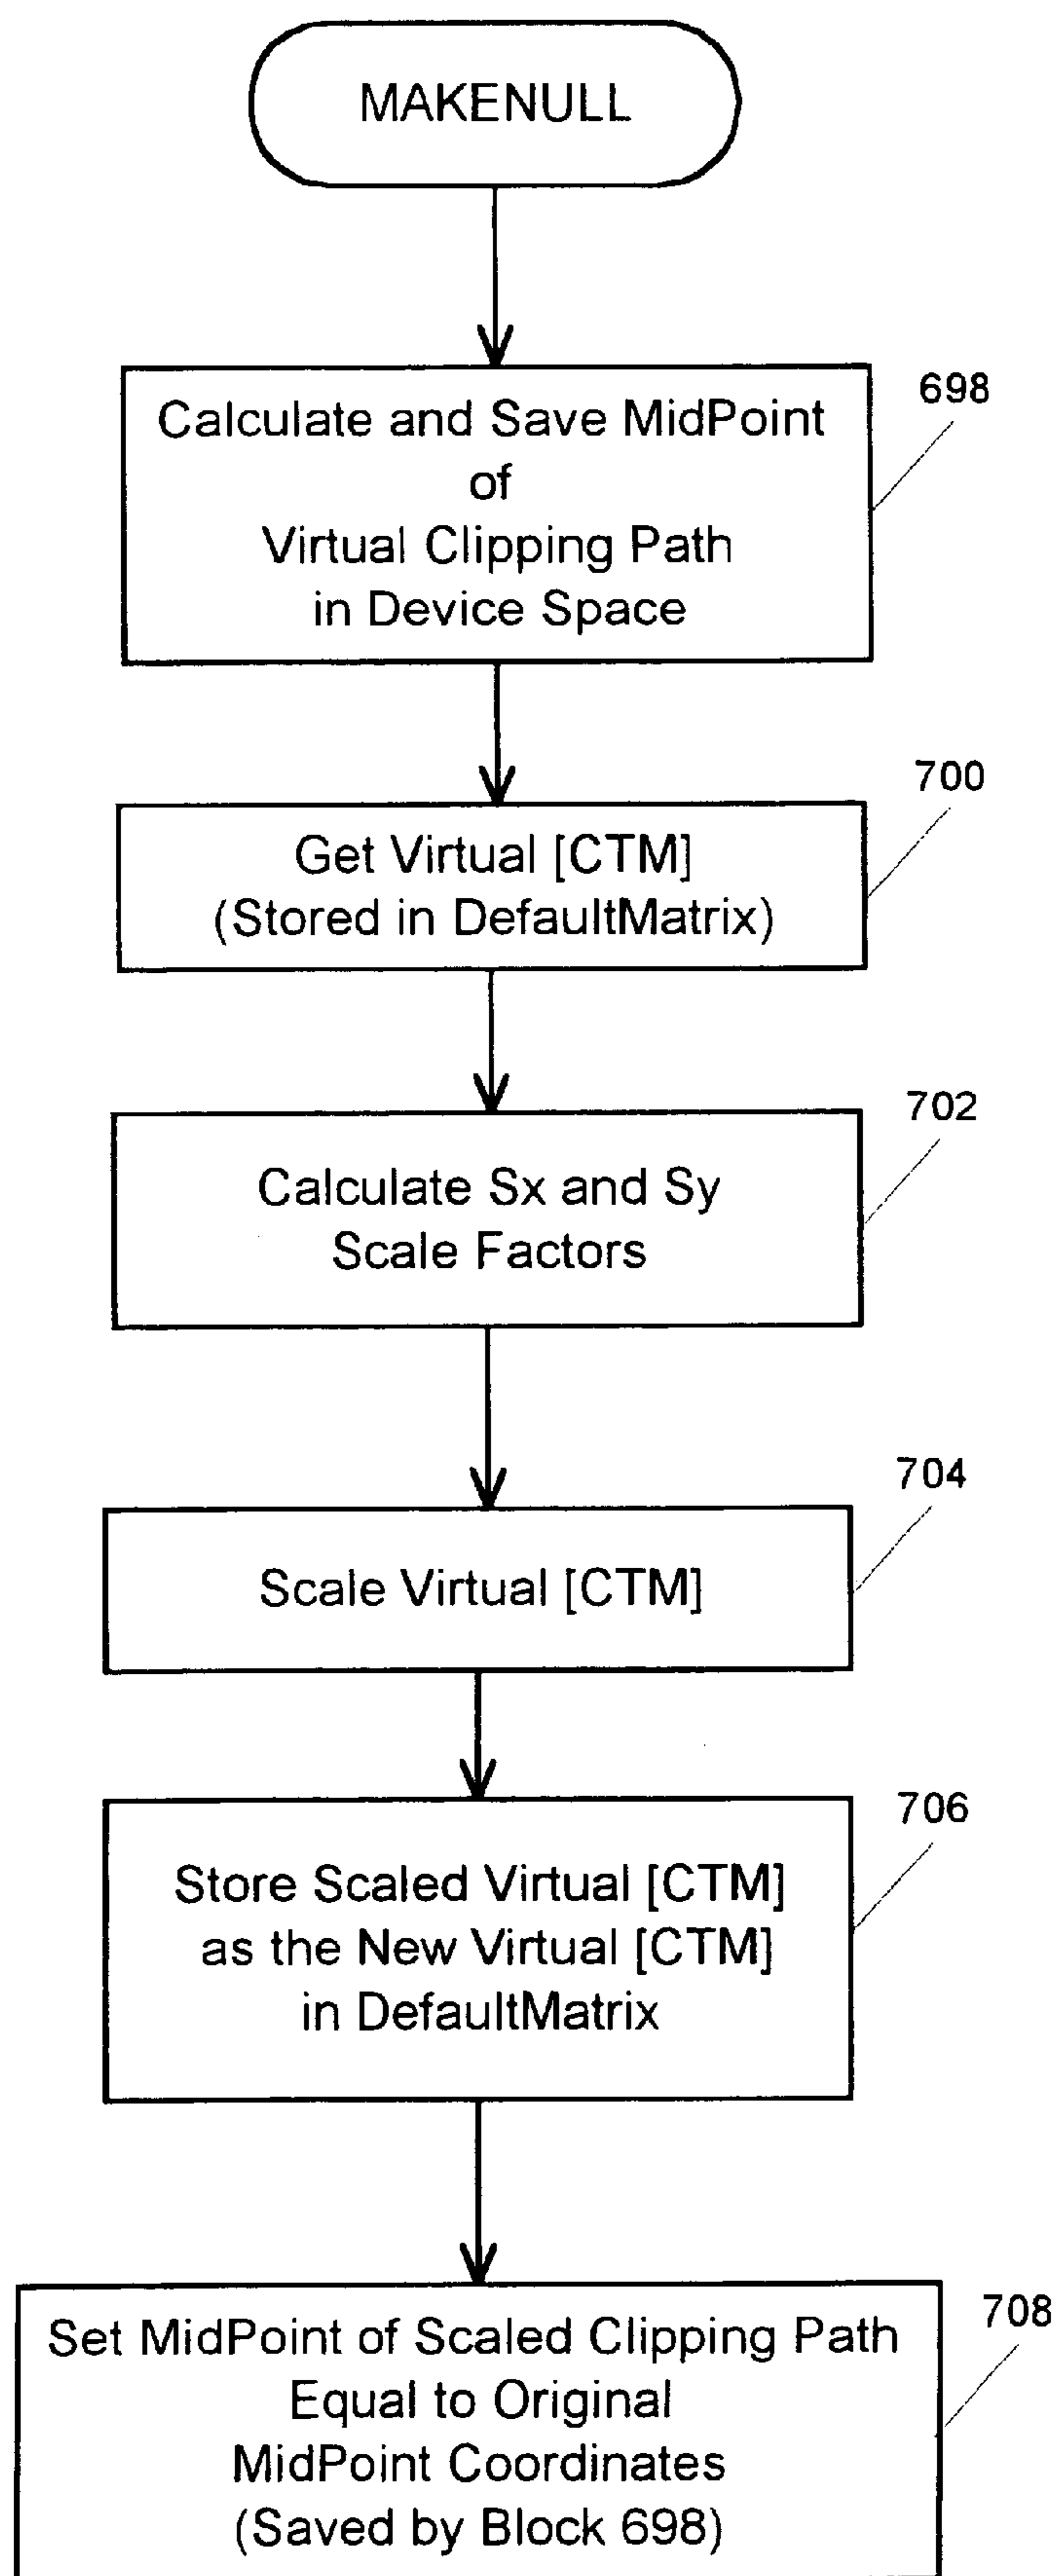 MAKENULL
698
Calculate and Save MidPoint
of
Virtual Clipping Path
in Device Space
700
Get Virtual [CTM]
(Stored in DefaultMatrix)
702
Calculate Sx and Sy
Scale Factors
704
Scale Virtual [CTM]
706
Store Scaled Virtual [CTM]
as the New Virtual [CTM]
in DefaultMatrix
708
Set MidPoint of Scaled Clipping Path
Equal to Original
MidPoint Coordinates
(Saved by Block 698)